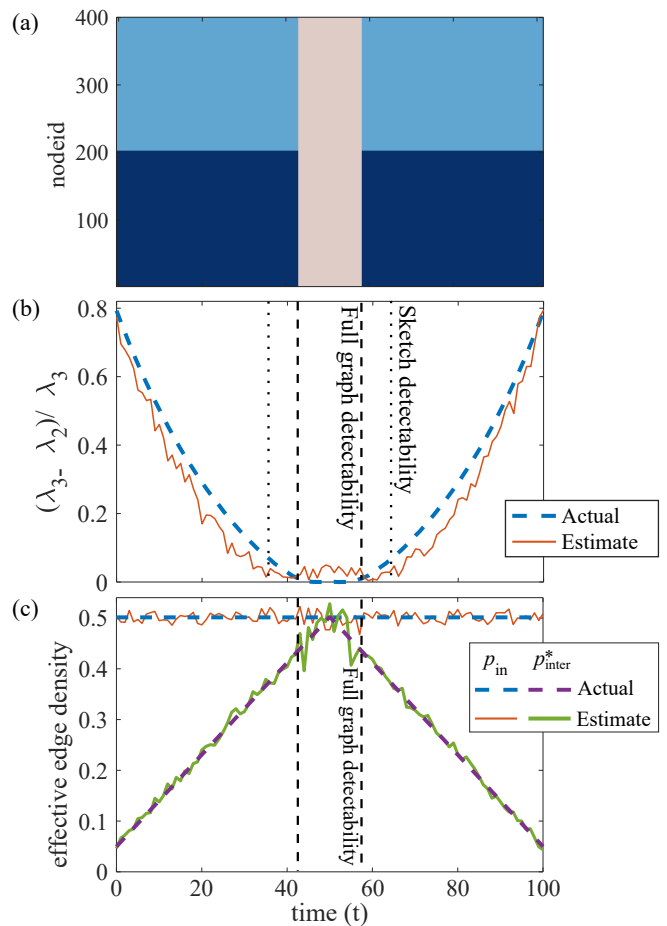 (a)
400
300
200
100
nodeid
(b)
0.8
0.6
0.4
0.2
0
(λ3- λ2)/ λ3
Full graph detectability
Sketch detectability
Actual
Estimate
(c)
0.5
0.4
0.3
0.2
0.1
0
effective edge density
Full graph detectability
p_in p*_inter
Actual
Estimate
0 20 40 60 80 100
time (t)